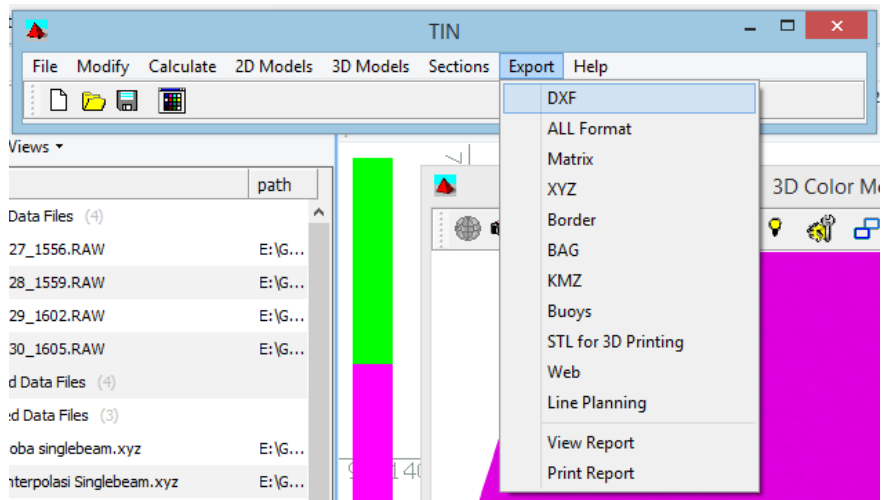 TIN
File Modify Calculate 2D Models 3D Models Sections Export Help
DXF
ALL Format
Matrix
XYZ
Border
BAG
KMZ
Buoys
STL for 3D Printing
Web
Line Planning
View Report
Print Report
Views
path
Data Files (4)
27_1556.RAW E:\G...
28_1559.RAW E:\G...
29_1602.RAW E:\G...
30_1605.RAW E:\G...
d Data Files (4)
ed Data Files (3)
oba singlebeam.xyz E:\G...
nterpolasi Singlebeam.xyz E:\G...
3D Color Mo